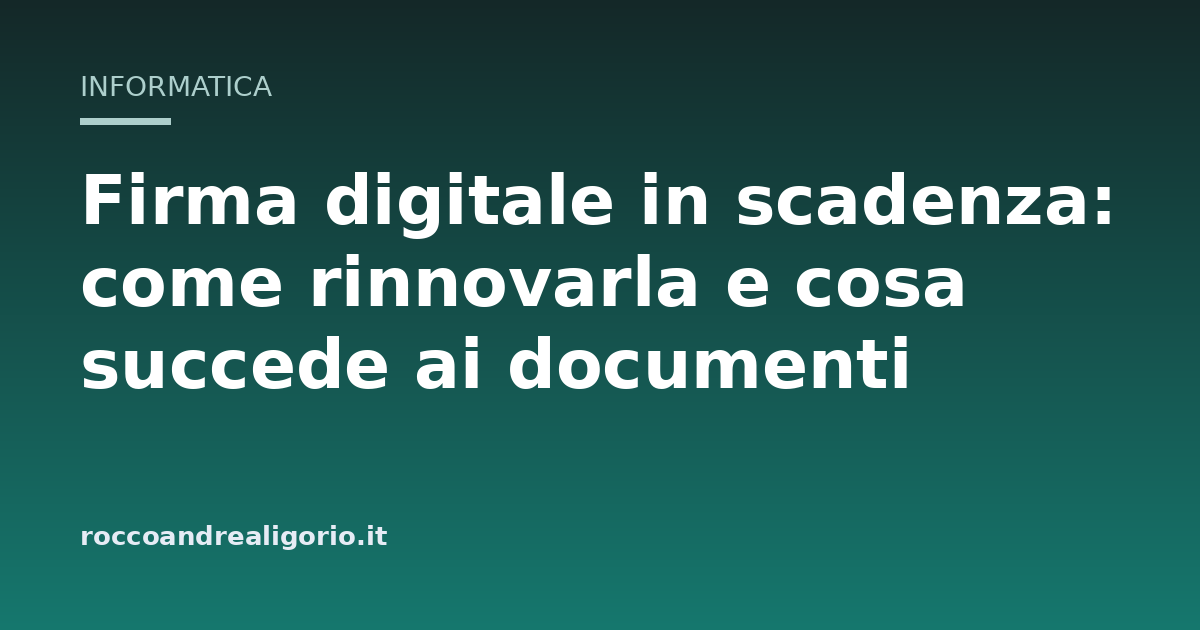 INFORMATICA
Firma digitale in scadenza:
come rinnovarla e cosa
succede ai documenti
roccoandrealigorio.it